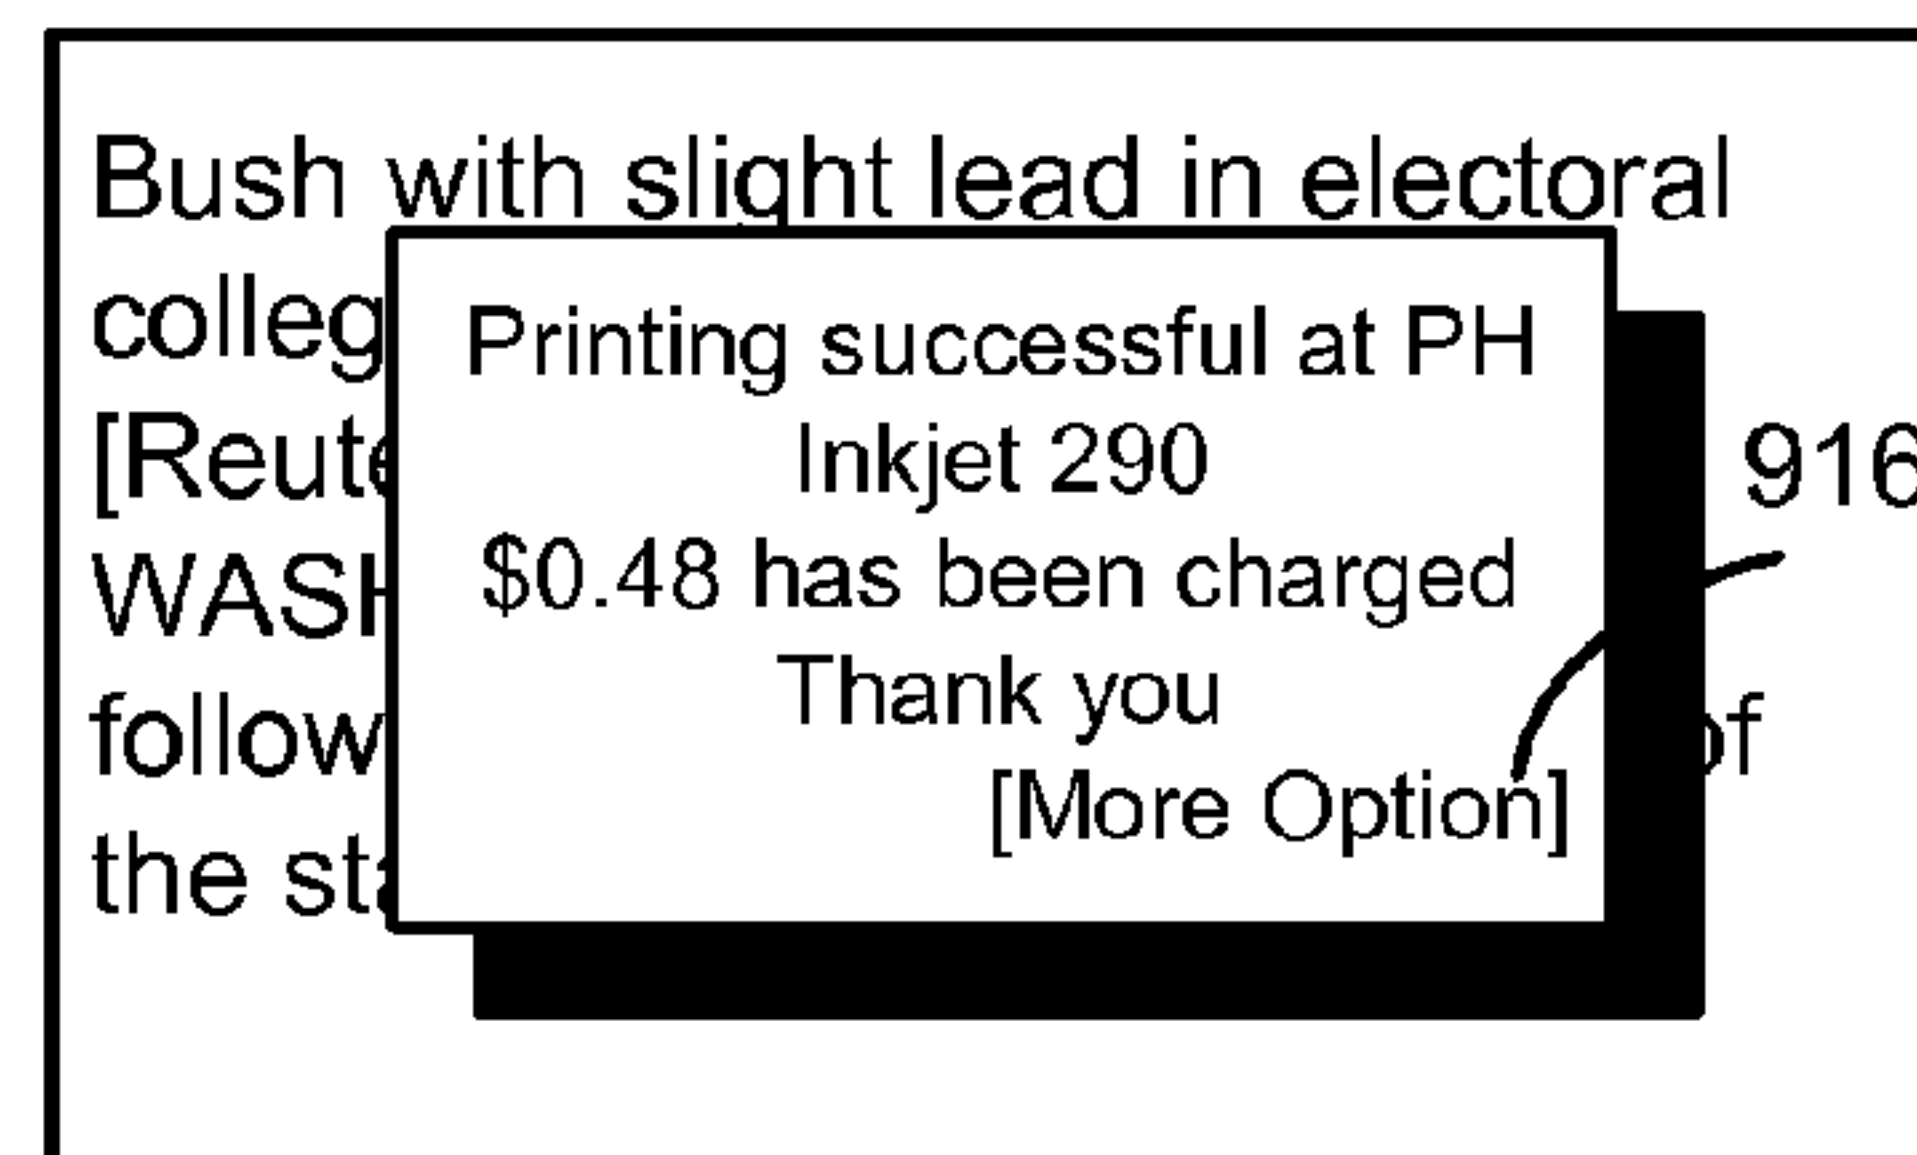 Bush with slight lead in electoral
colleg
[Reute
WASH
follow
the sta
Printing successful at PH
Inkjet 290
$0.48 has been charged
Thank you
[More Option]
916
of